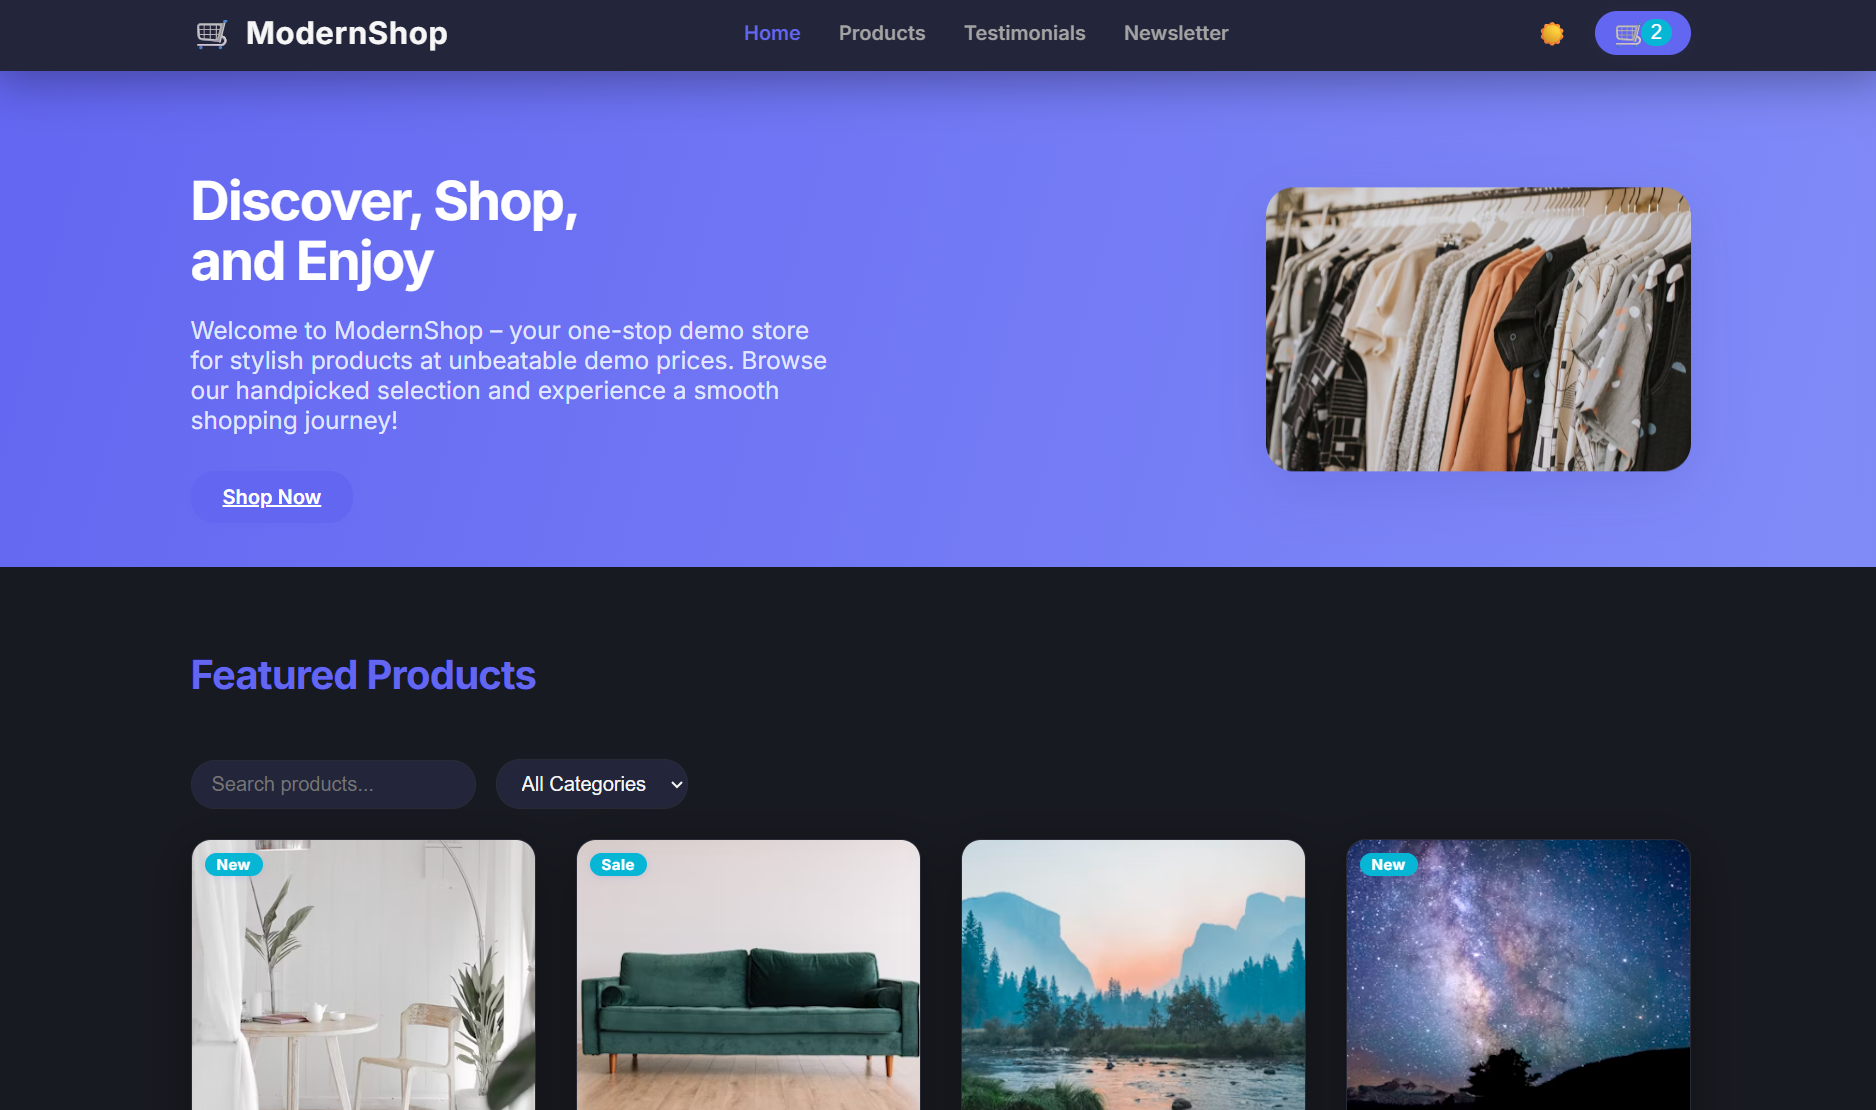 ModernShop
Home
Products
Testimonials
Newsletter
2
Discover, Shop,
and Enjoy
Welcome to ModernShop – your one-stop demo store
for stylish products at unbeatable demo prices. Browse
our handpicked selection and experience a smooth
shopping journey!
Shop Now
Featured Products
Search products...
All Categories
New
Sale
New